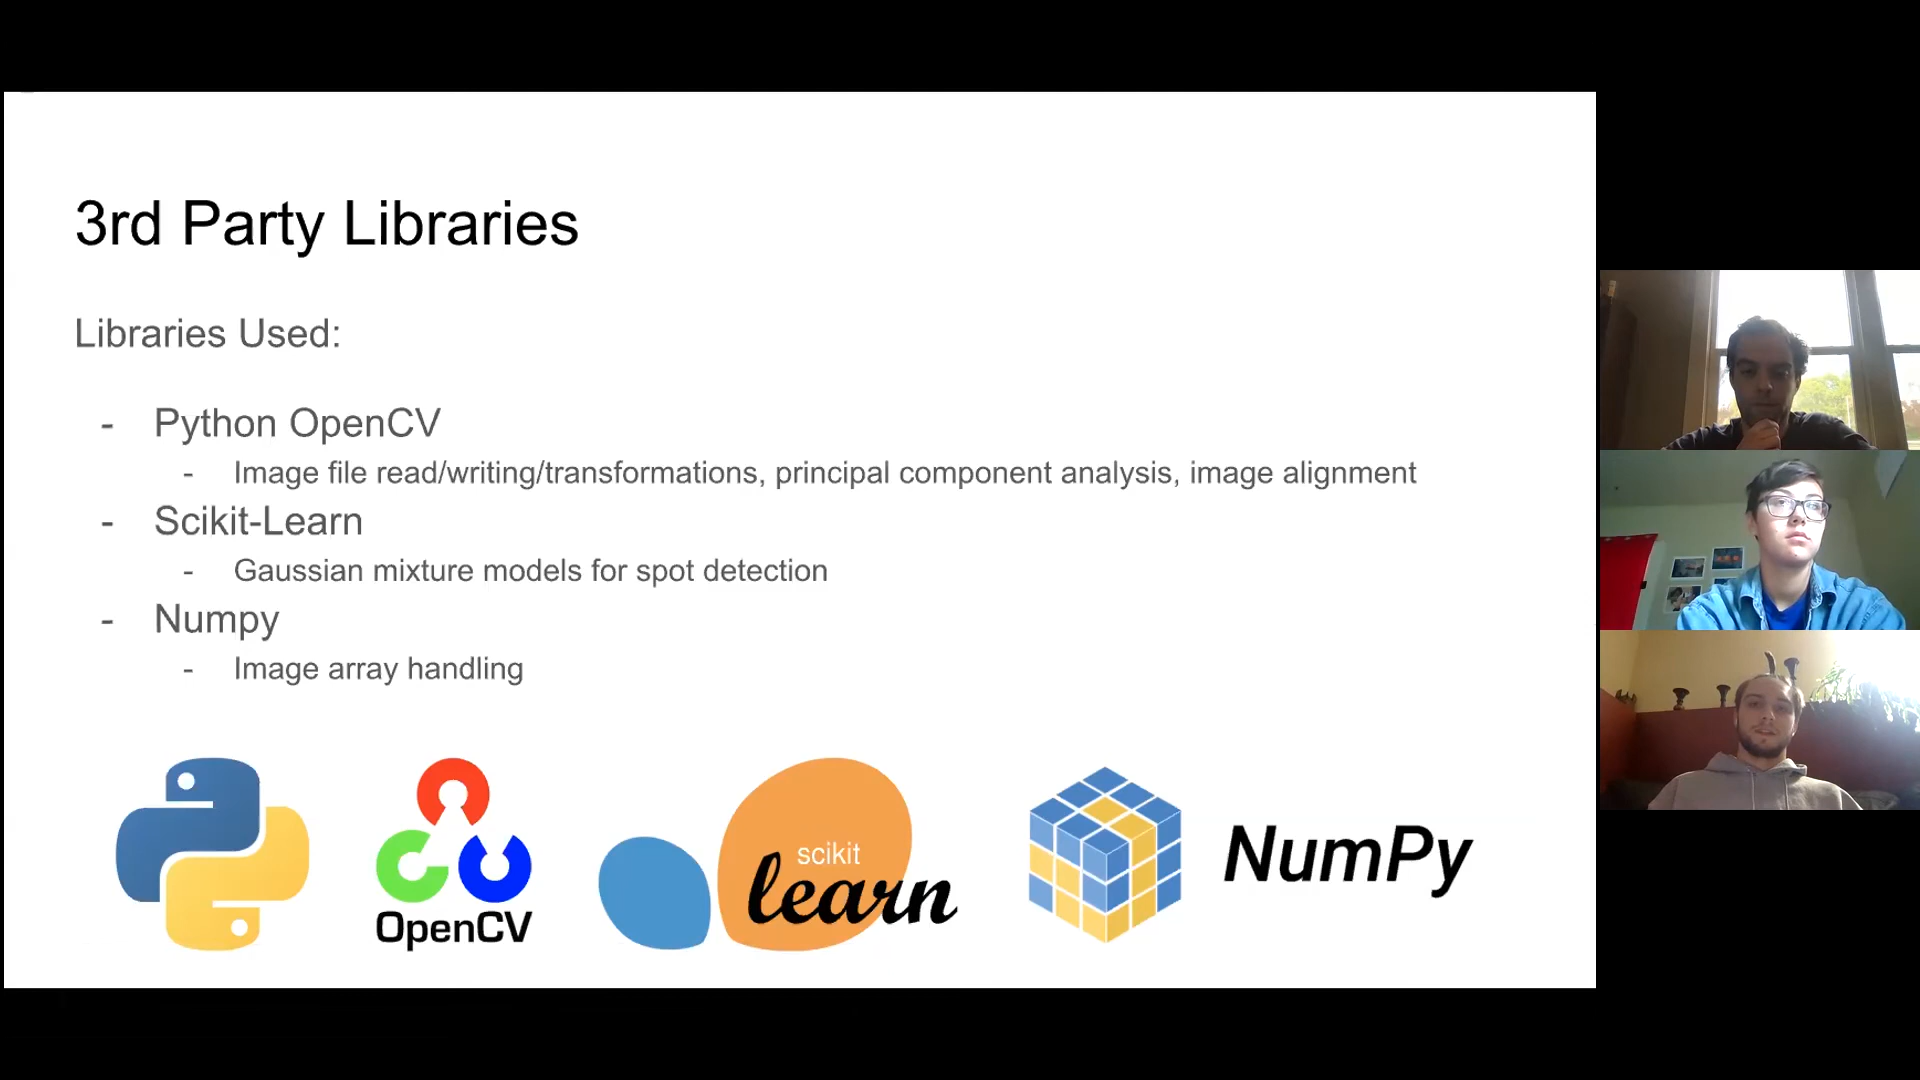 3rd Party Libraries
Libraries Used:
- Python OpenCV
- Image file read/writing/transformations, principal component analysis, image alignment
- Scikit-Learn
- Gaussian mixture models for spot detection
- Numpy
- Image array handling
OpenCV
scikit
learn
NumPy